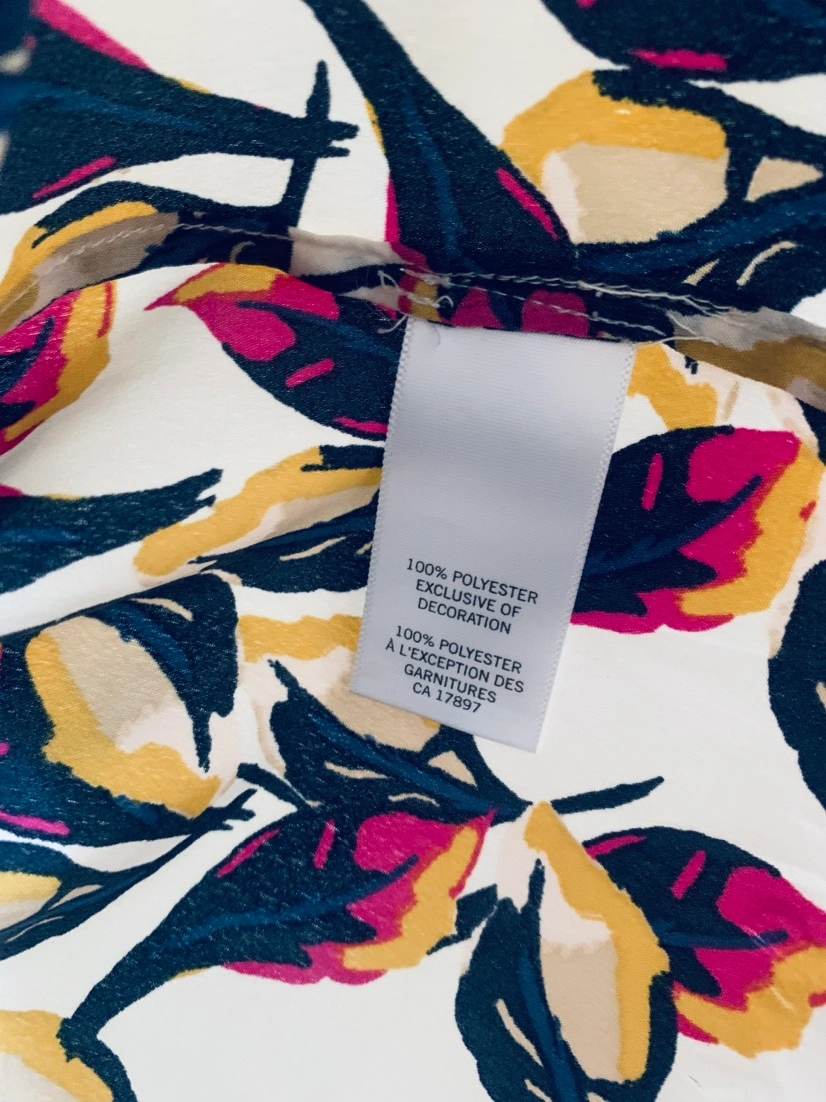 100% POLYESTER
EXCLUSIVE OF
DECORATION
100% POLYESTER
À L'EXCEPTION DES
GARNITURES
CA 17897